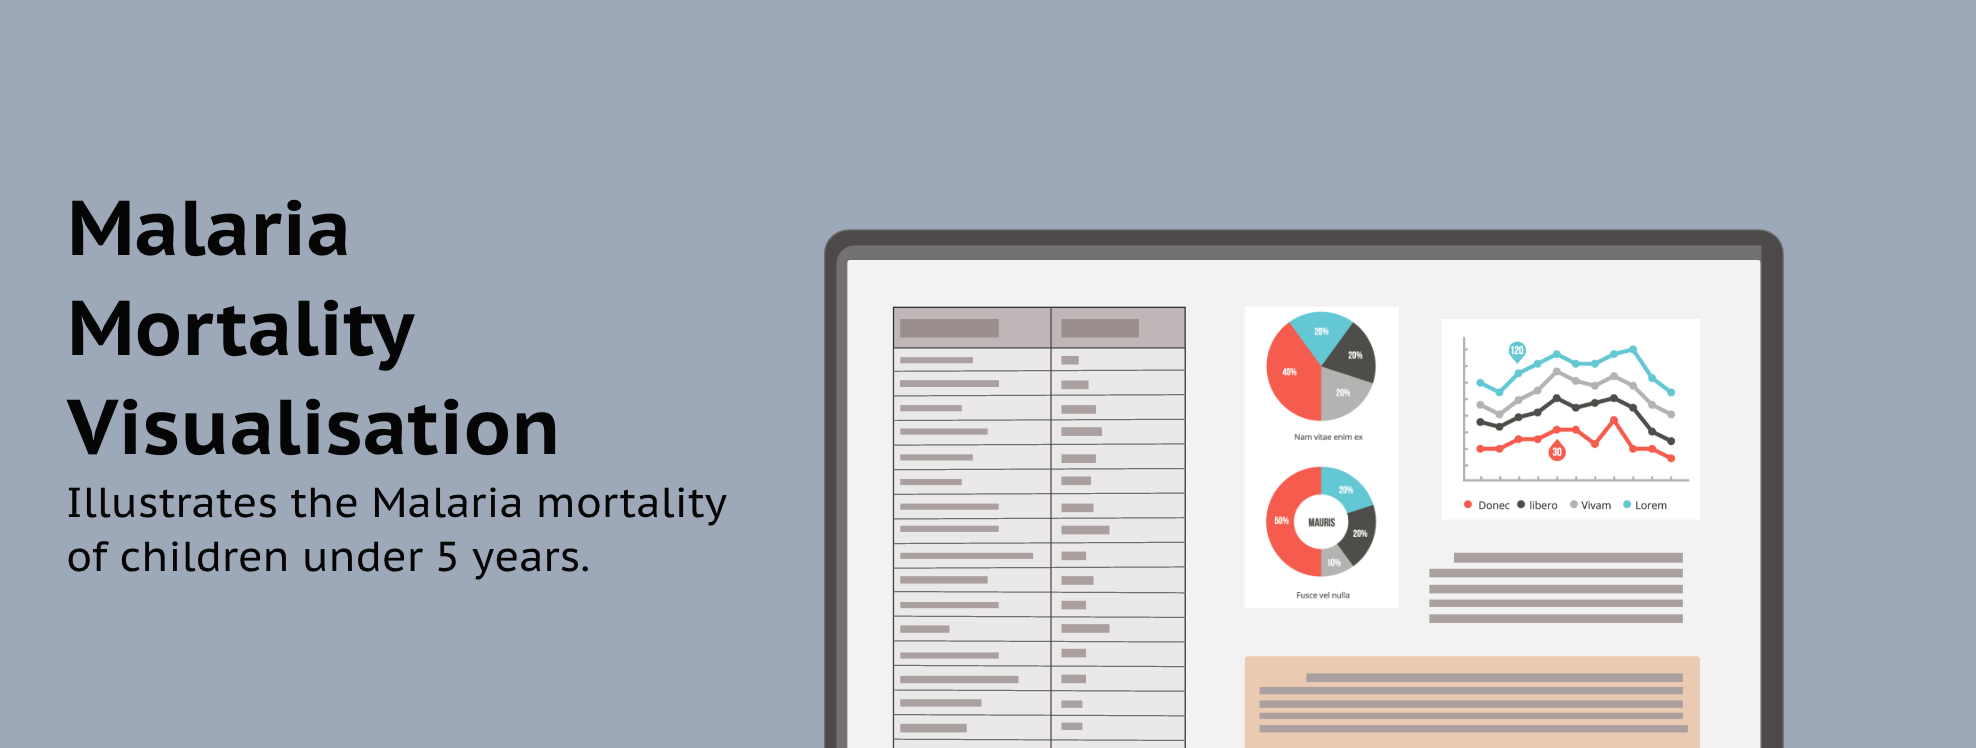 Malaria
Mortality
Visualisation
Illustrates the Malaria mortality
of children under 5 years.
20%
20%
40%
20%
Nam vitae enim ex
20%
50%
MAURIS
20%
10%
Fusce vel nulla
120
30
Donec libero Vivam Lorem